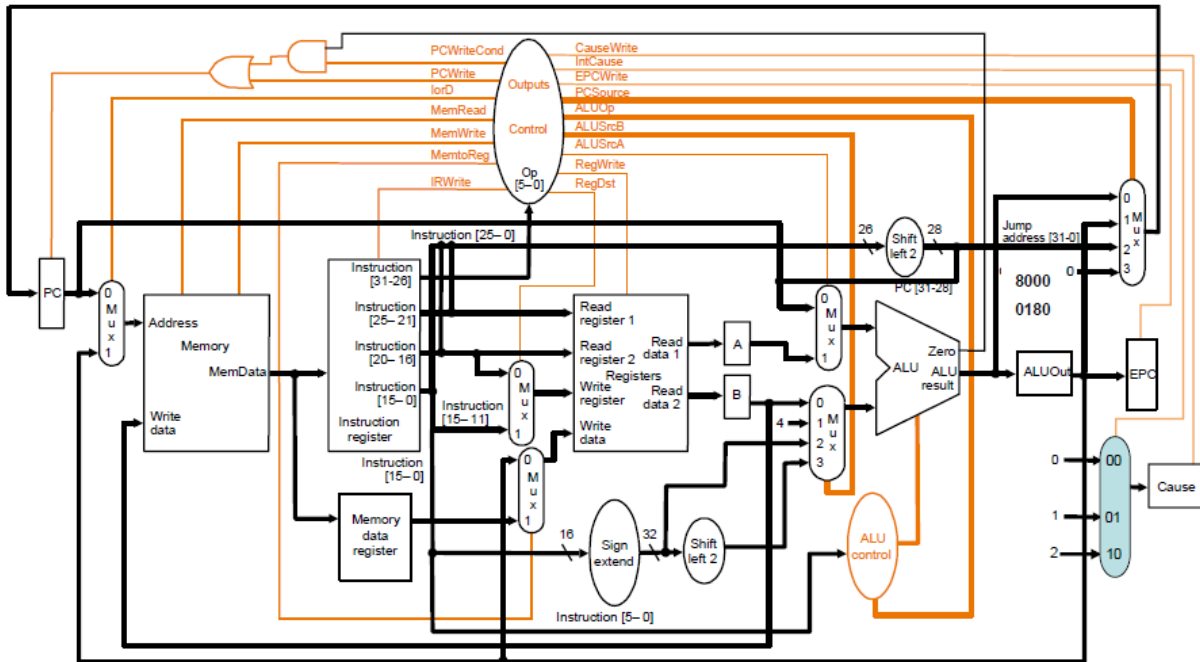 PCWriteCond
PCWrite
IorD
MemRead
MemWrite
MemtoReg
IRWrite
Outputs
Control
Op
[5–0]
CauseWrite
IntCause
EPCWrite
PCSource
ALUOp
ALUSrcB
ALUSrcA
RegWrite
RegDst
Instruction [25–0]
26
Shift
left 2
28
Jump
address [31-0]
PC [31-28]
0
1
2
3
M
u
x
0
8000
0180
PC
0
M
u
x
1
Address
Memory
MemData
Write
data
Instruction
[31-26]
Instruction
[25–21]
Instruction
[20–16]
Instruction
[15–0]
Instruction
register
Instruction
[15–11]
Instruction
[15–0]
0
M
u
x
1
0
M
u
x
1
Read
register 1
Read
register 2
Registers
Write
register
Write
data
Read
data 1
Read
data 2
A
B
0
M
u
x
1
4
0
1
2
3
M
u
x
Zero
ALU
ALU
result
ALUOut
EPC
Memory
data
register
16
Sign
extend
32
Shift
left 2
ALU
control
Instruction [5–0]
0
1
2
00
01
10
Cause